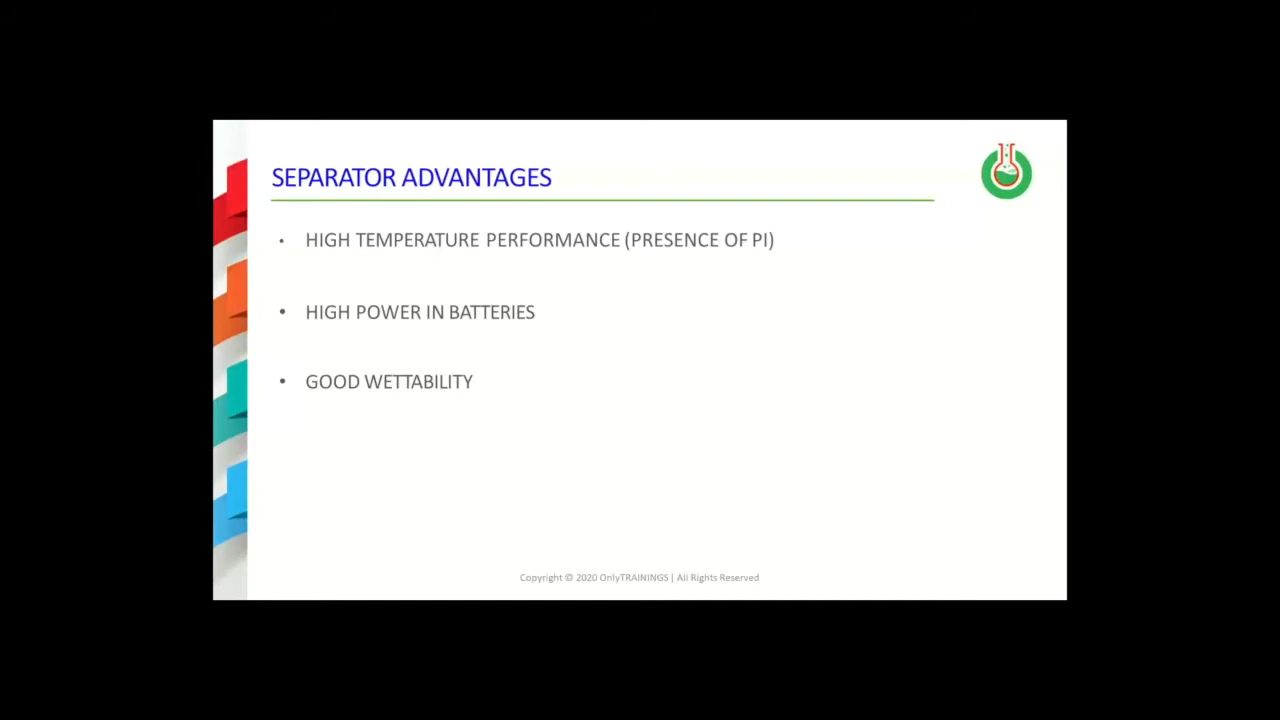 SEPARATOR ADVANTAGES
• HIGH TEMPERATURE PERFORMANCE (PRESENCE OF PI)
• HIGH POWER IN BATTERIES
• GOOD WETTABILITY
Copyright © 2020 OnlyTRAININGS | All Rights Reserved